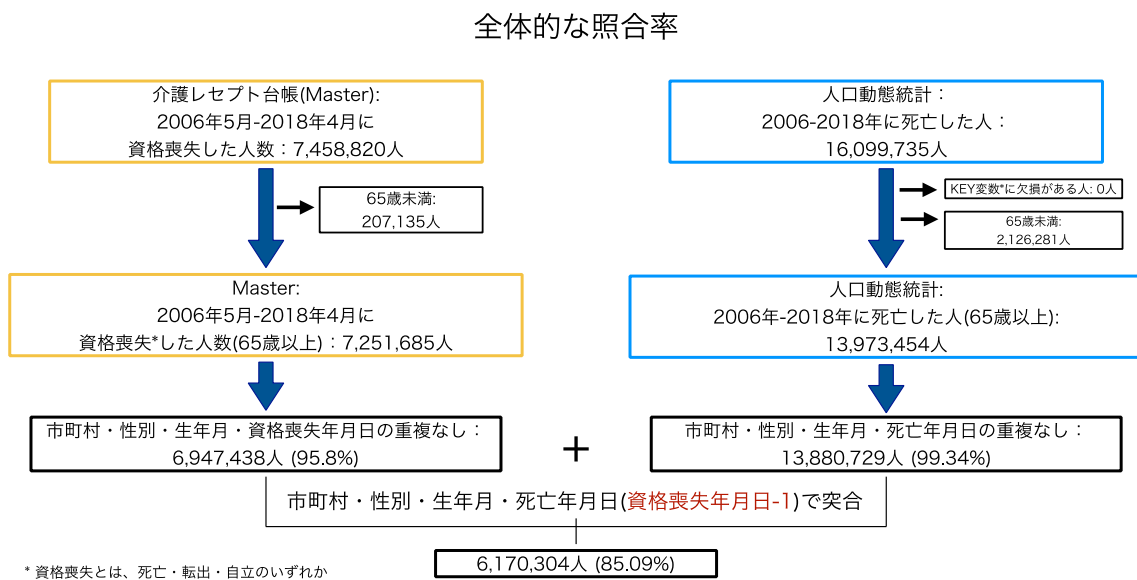 全体的な照合率
介護レセプト台帳(Master):
2006年5月-2018年4月に
資格喪失した人数：7,458,820人
65歳未満:
207,135人
Master:
2006年5月-2018年4月に
資格喪失*した人数(65歳以上)：7,251,685人
市町村・性別・生年月・資格喪失年月日の重複なし：
6,947,438人 (95.8%)
人口動態統計：
2006-2018年に死亡した人：
16,099,735人
KEY変数*に欠損がある人: 0人
65歳未満:
2,126,281人
人口動態統計:
2006年-2018年に死亡した人(65歳以上):
13,973,454人
市町村・性別・生年月・死亡年月日の重複なし：
13,880,729人 (99.34%)
+
市町村・性別・生年月・死亡年月日(資格喪失年月日-1)で突合
6,170,304人 (85.09%)
* 資格喪失とは、死亡・転出・自立のいずれか